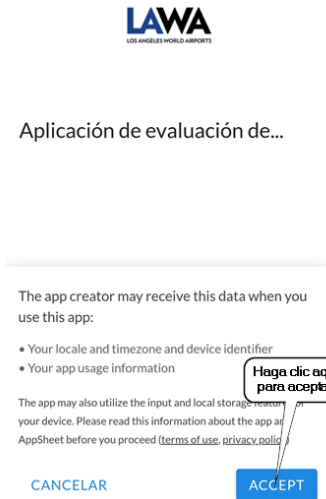 LAWA
LOS ANGELES WORLD AIRPORTS
Aplicación de evaluación de...
The app creator may receive this data when you
use this app:
• Your locale and timezone and device identifier
• Your app usage information
Haga clic
para
The app may also utilize the input and local storage
your device. Please read this information about the app
AppSheet before you proceed (terms of use, privacy policy)
CANCELAR
ACCEPT